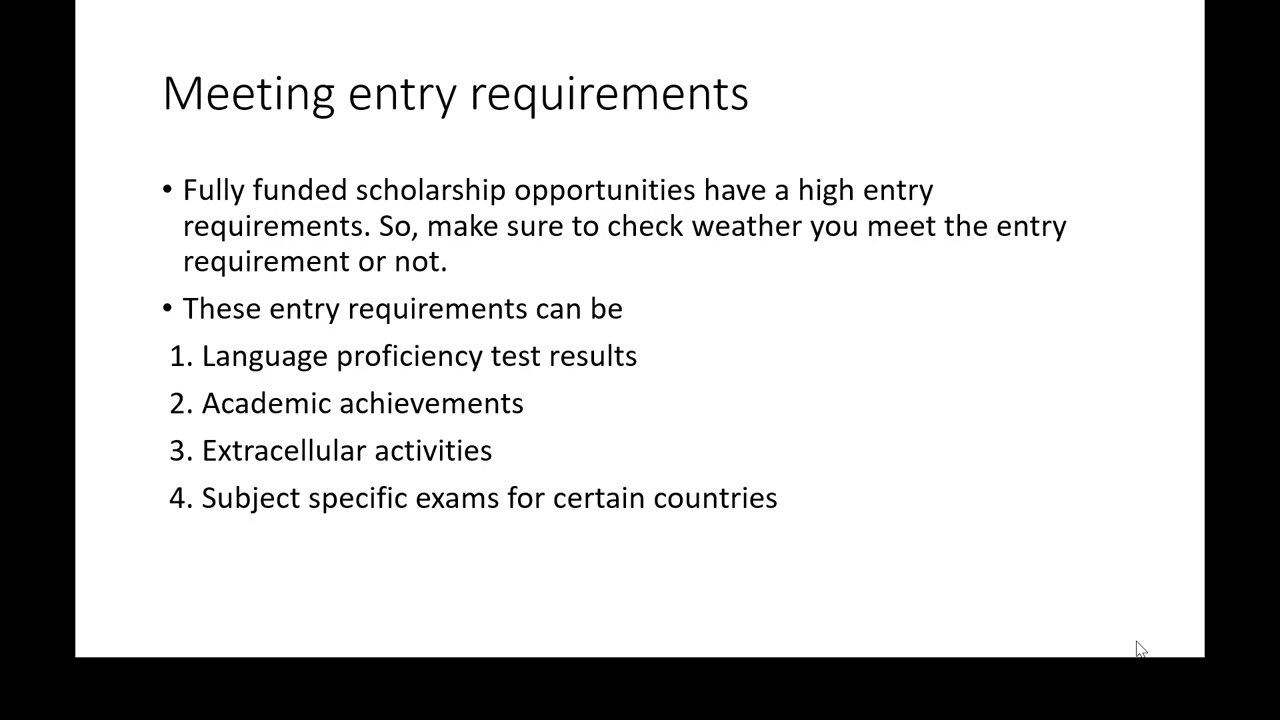 Meeting entry requirements
• Fully funded scholarship opportunities have a high entry
requirements. So, make sure to check weather you meet the entry
requirement or not.
• These entry requirements can be
1. Language proficiency test results
2. Academic achievements
3. Extracellular activities
4. Subject specific exams for certain countries